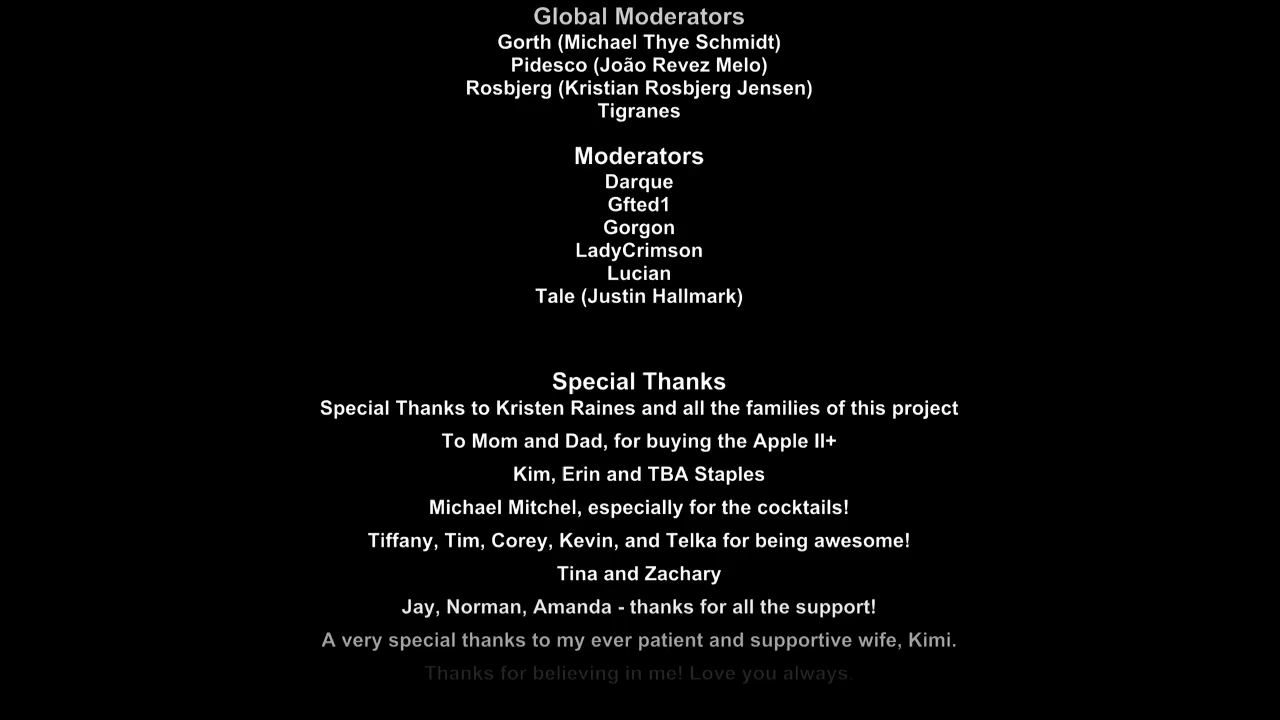 Global Moderators
Gorth (Michael Thye Schmidt)
Pidesco (João Revez Melo)
Rosbjerg (Kristian Rosbjerg Jensen)
Tigranes
Moderators
Darque
Gfted1
Gorgon
LadyCrimson
Lucian
Tale (Justin Hallmark)
Special Thanks
Special Thanks to Kristen Raines and all the families of this project
To Mom and Dad, for buying the Apple II+
Kim, Erin and TBA Staples
Michael Mitchel, especially for the cocktails!
Tiffany, Tim, Corey, Kevin, and Telka for being awesome!
Tina and Zachary
Jay, Norman, Amanda - thanks for all the support!
A very special thanks to my ever patient and supportive wife, Kimi.
Thanks for believing in me! Love you always.